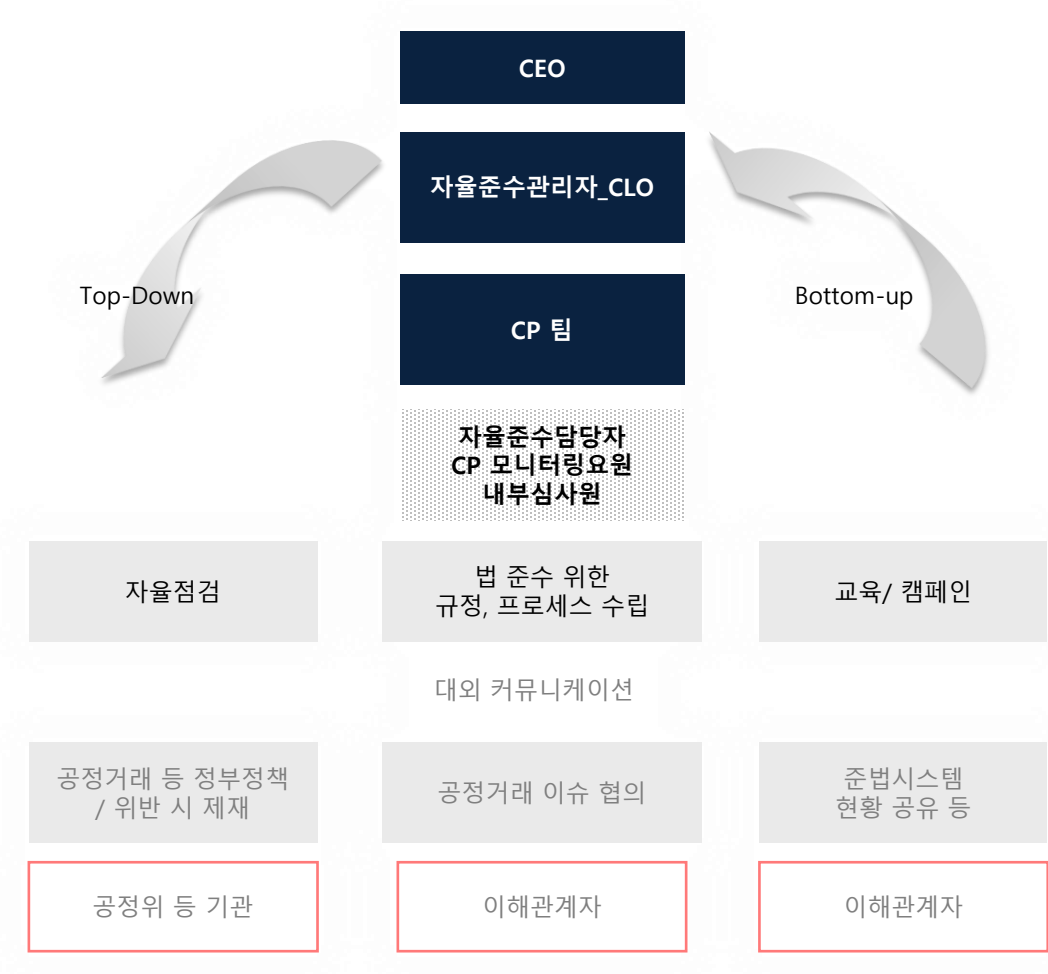 CEO
자율준수관리자_CLO
Top-Down
Bottom-up
CP 팀
자율준수담당자
CP 모니터링요원
내부심사원
자율점검
법 준수 위한
규정, 프로세스 수립
교육/ 캠페인
대외 커뮤니케이션
공정거래 등 정부정책
/ 위반 시 제재
공정거래 이슈 협의
준법시스템
현황 공유 등
공정위 등 기관
이해관계자
이해관계자